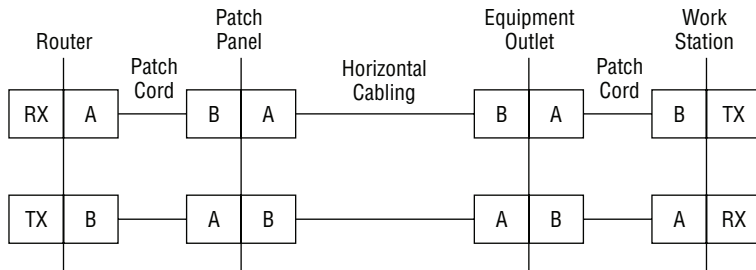 Router
Patch
Panel
Equipment
Outlet
Work
Station
Patch
Cord
Horizontal
Cabling
Patch
Cord
RX A B A B A B TX
TX B A B A B A RX